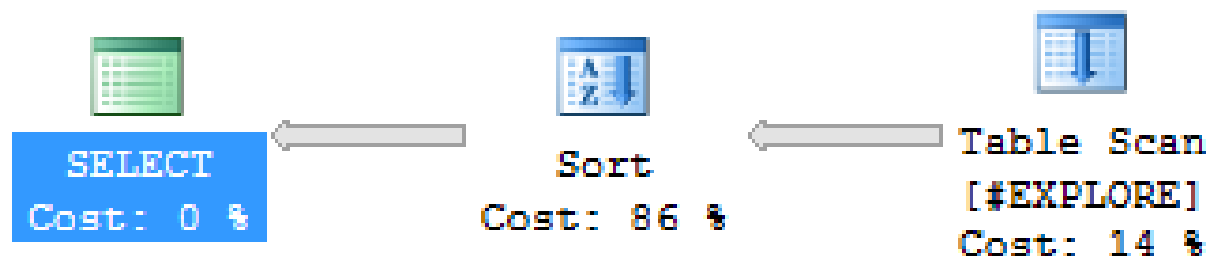 SELECT
Cost: 0 %
A
Z
Sort
Cost: 86 %
Table Scan
[#EXPLORE]
Cost: 14 %